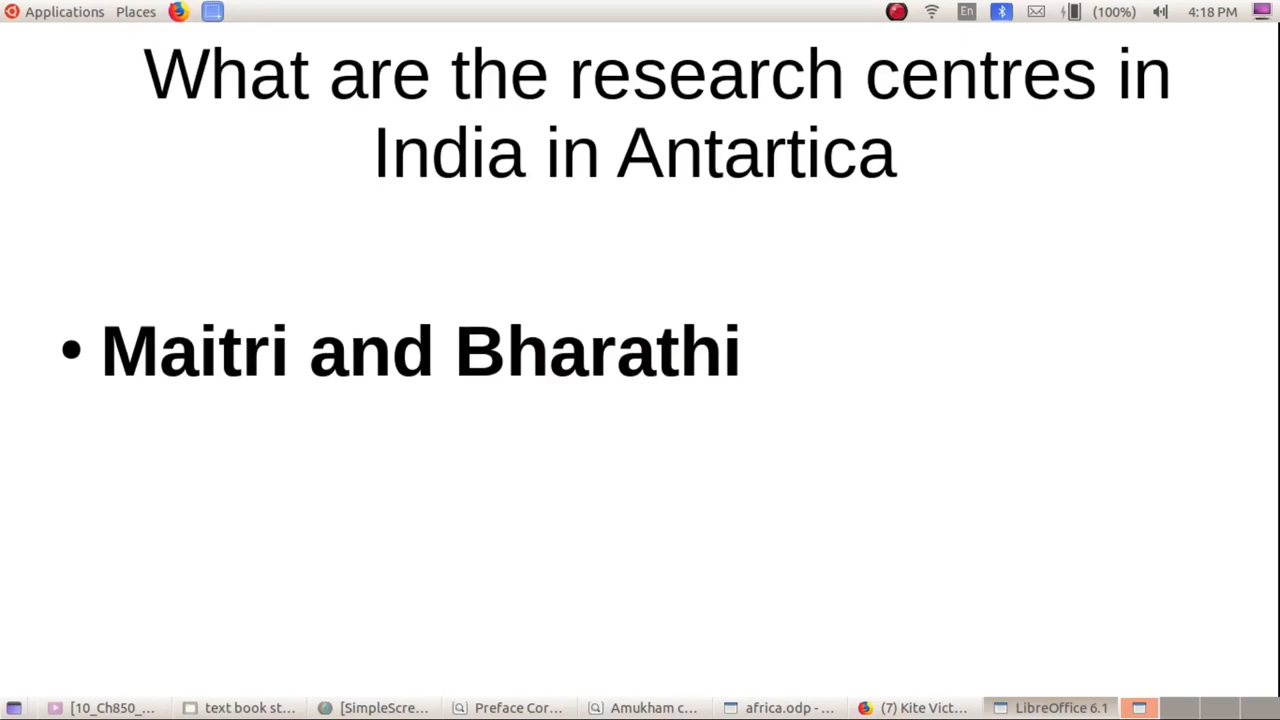 Applications Places En (100%) 4:18 PM
What are the research centres in
India in Antartica
• Maitri and Bharathi
[10_Ch850_... text book st... [SimpleScre... Preface Cor... Amukham c... africa.odp - ... (7) Kite Vict... LibreOffice 6.1